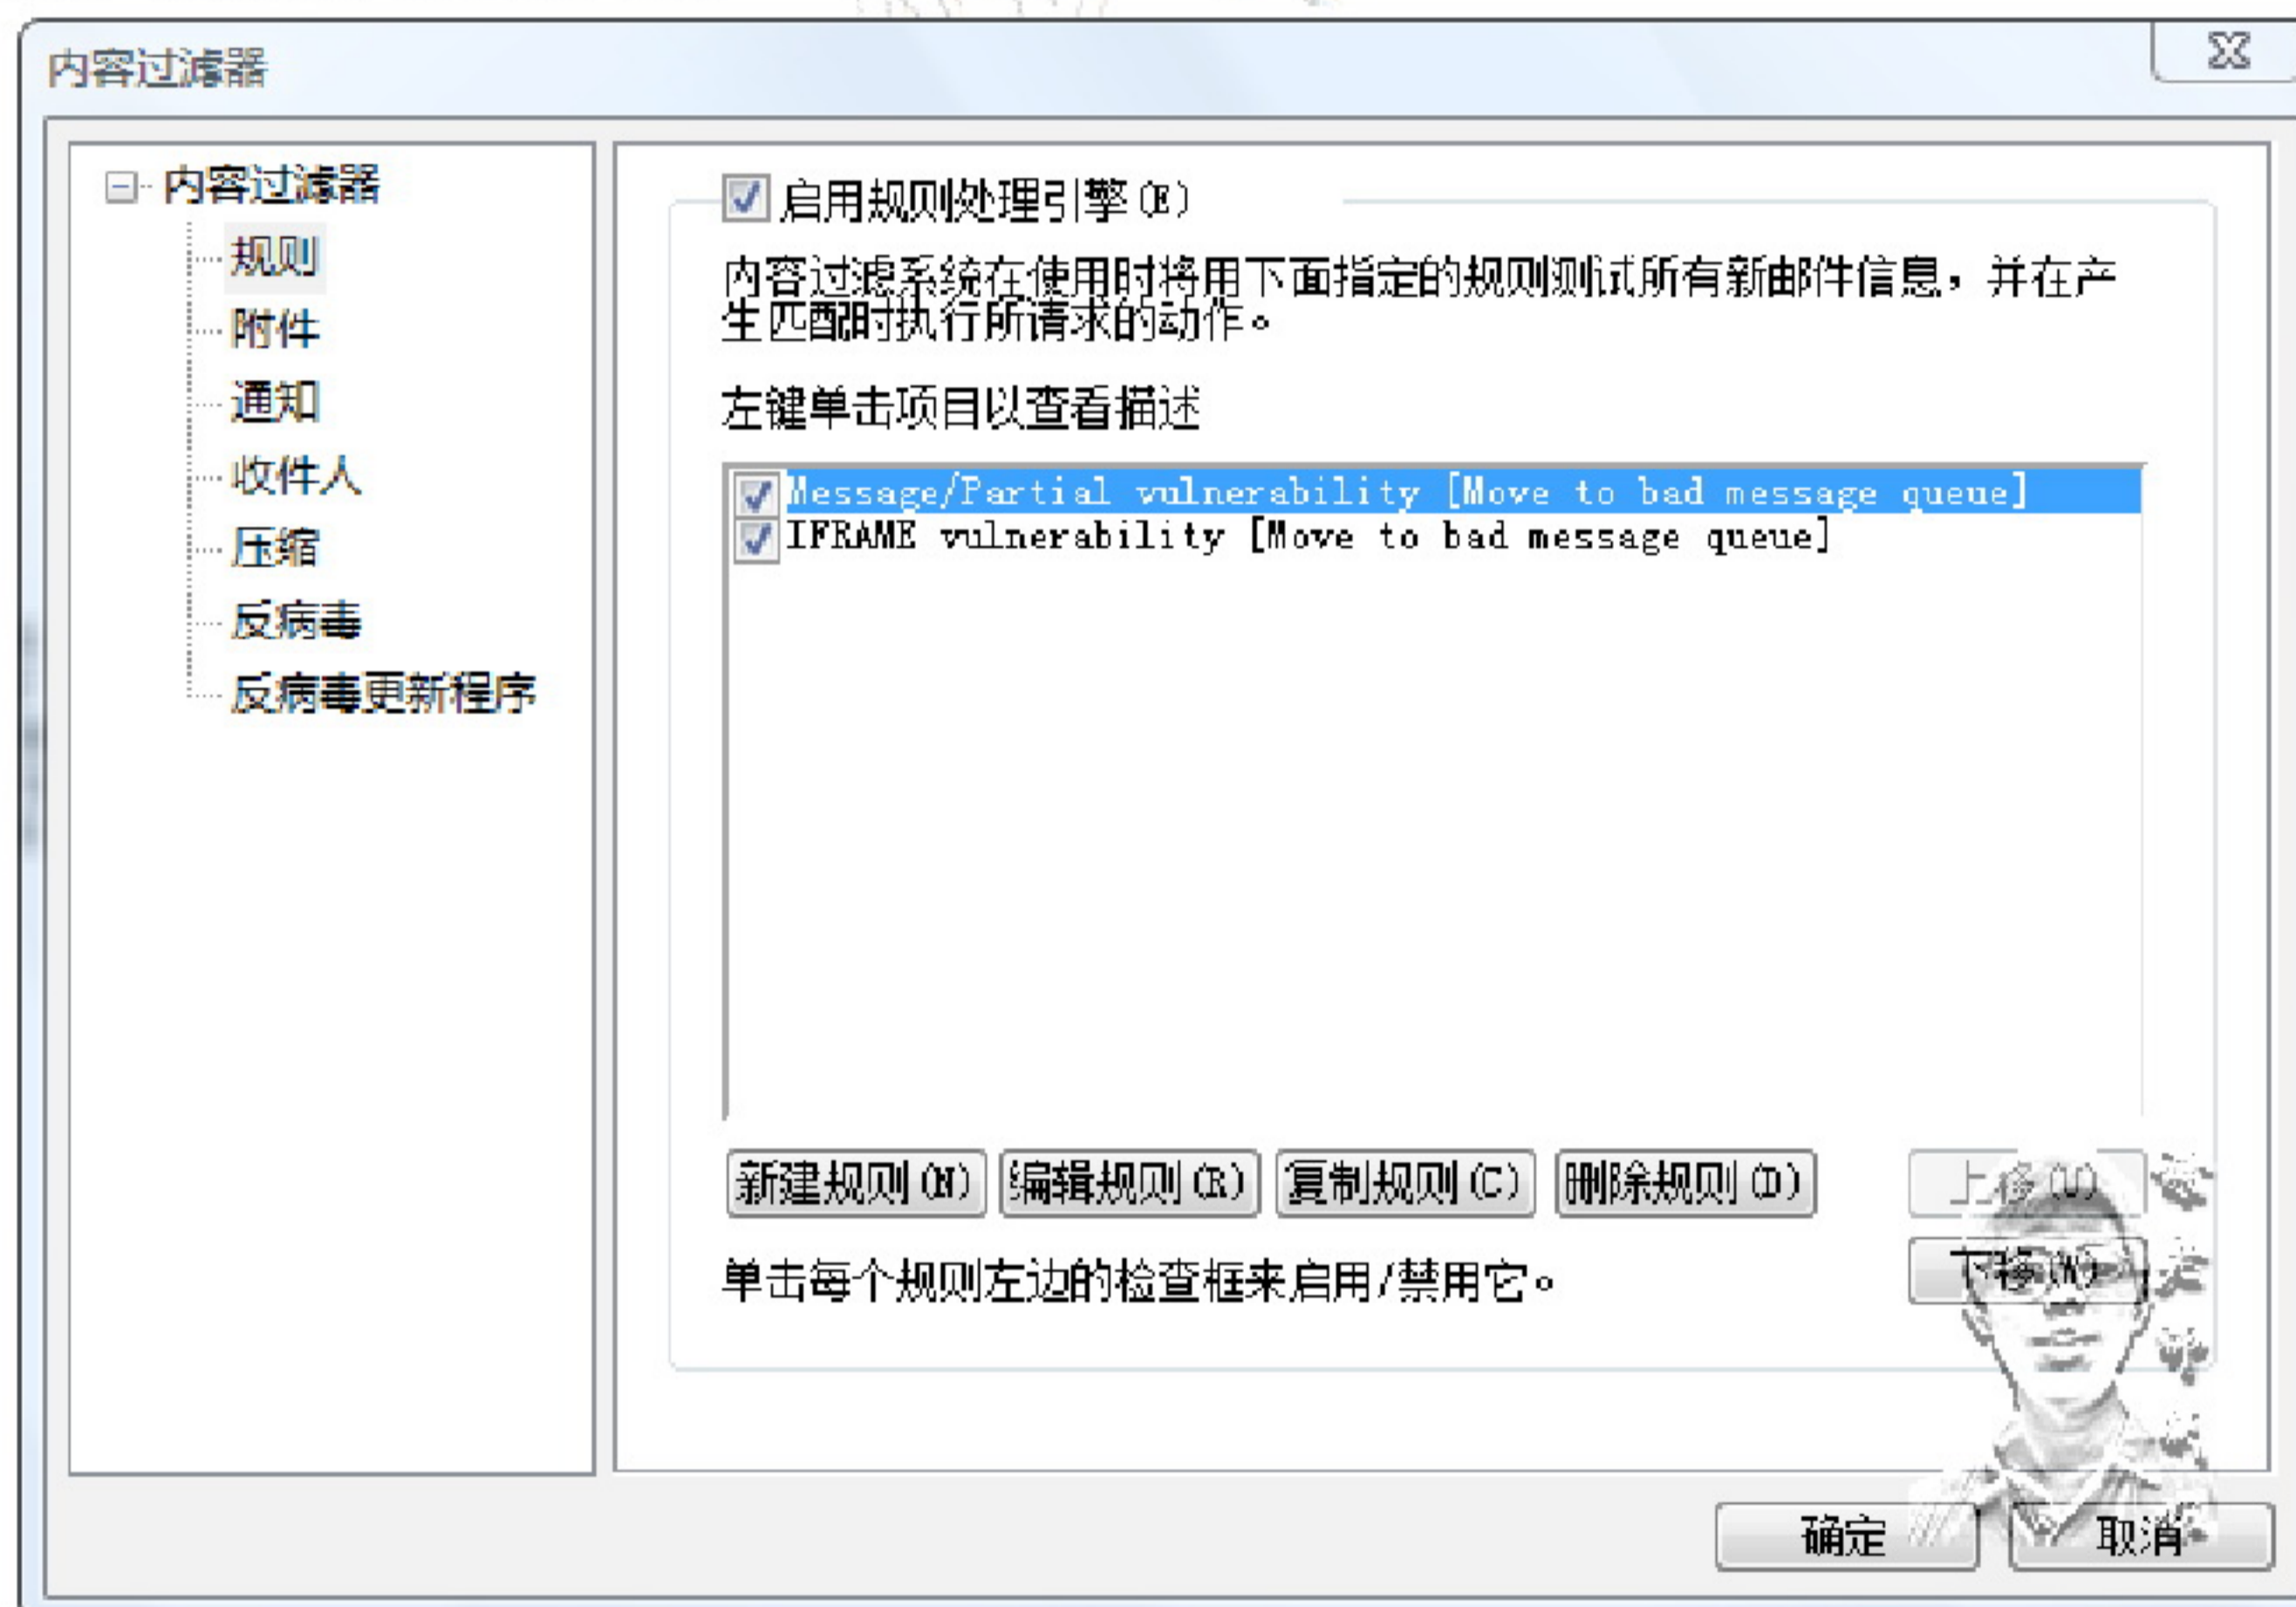 内容过滤器
内容过滤器
规则
附件
通知
收件人
压缩
反病毒
反病毒更新程序
启用规则处理引擎(E)
内容过滤系统在使用时将用下面指定的规则测试所有新邮件信息，并在产
生匹配时执行所请求的动作。
左键单击项目以查看描述
Message/Partial vulnerability [Move to bad message queue]
IFRAME vulnerability [Move to bad message queue]
新建规则(N) 编辑规则(R) 复制规则(C) 删除规则(D) 上移(U)
单击每个规则左边的检查框来启用/禁用它。 下移(W)
确定 取消